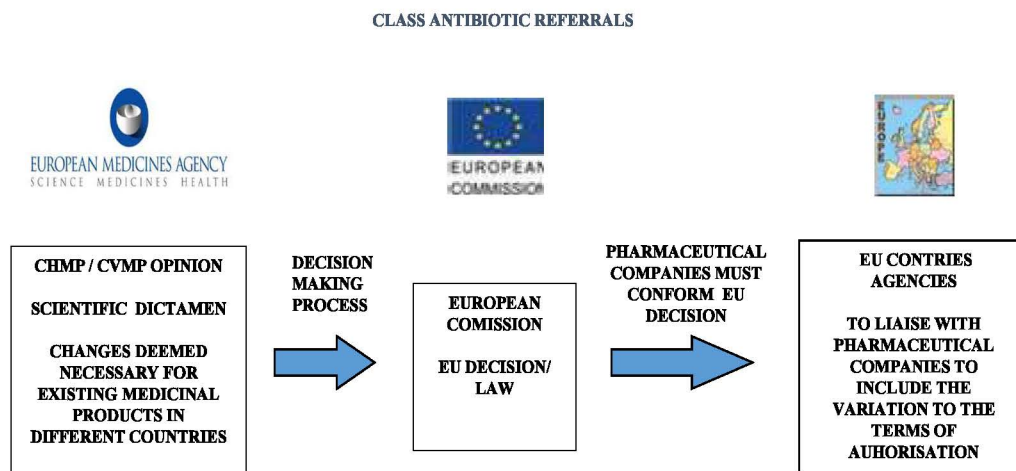 CLASS ANTIBIOTIC REFERRALS
EUROPEAN MEDICINES AGENCY
SCIENCE MEDICINES HEALTH
EUROPEAN
COMMISSION
EUROPE
CHMP / CVMP OPINION
SCIENTIFIC DICTAMEN
CHANGES DEEMED
NECESSARY FOR
EXISTING MEDICINAL
PRODUCTS IN
DIFFERENT COUNTRIES
DECISION
MAKING
PROCESS
EUROPEAN
COMISSION
EU DECISION/
LAW
PHARMACEUTICAL
COMPANIES MUST
CONFORM EU
DECISION
EU CONTRIES
AGENCIES
TO LIAISE WITH
PHARMACEUTICAL
COMPANIES TO
INCLUDE THE
VARIATION TO THE
TERMS OF
AUHORISATION